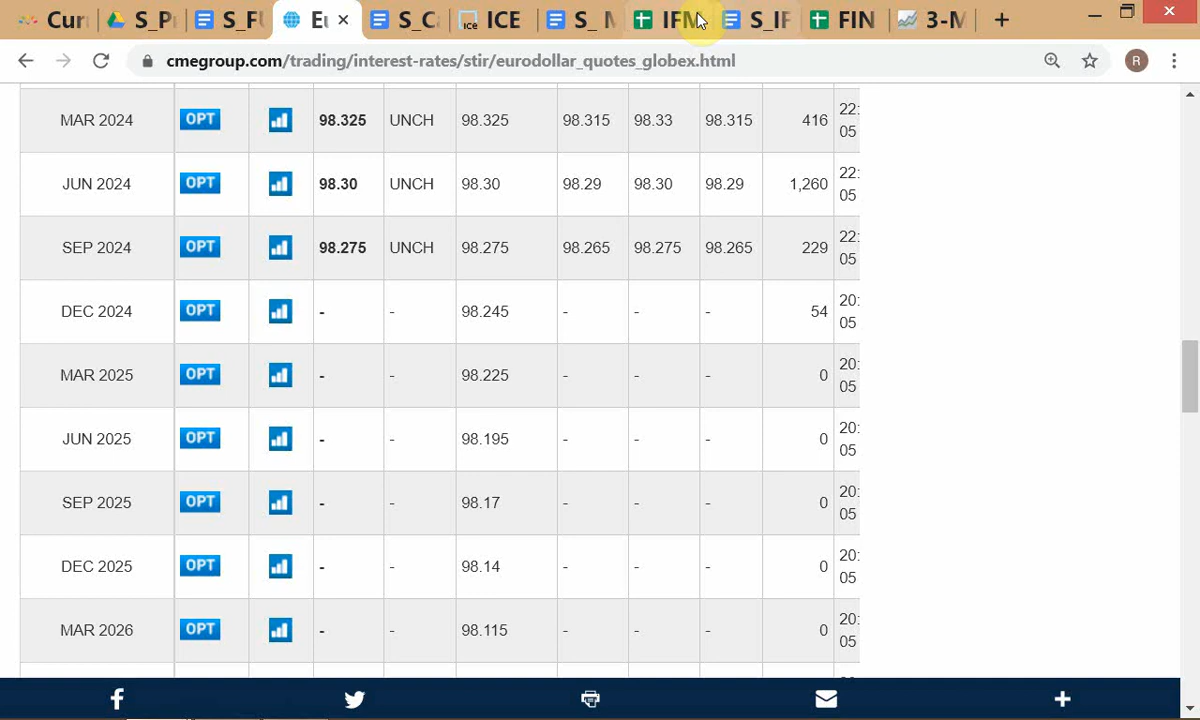 Curr S_P S_FU Eu S_C ICE S_ M IFM S_IF FIN 3-M
cmegroup.com/trading/interest-rates/stir/eurodollar_quotes_globex.html R
MAR 2024 OPT 98.325 UNCH 98.325 98.315 98.33 98.315 416 22:05
JUN 2024 OPT 98.30 UNCH 98.30 98.29 98.30 98.29 1,260 22:05
SEP 2024 OPT 98.275 UNCH 98.275 98.265 98.275 98.265 229 22:05
DEC 2024 OPT - - 98.245 - - - 54 20:05
MAR 2025 OPT - - 98.225 - - - 0 20:05
JUN 2025 OPT - - 98.195 - - - 0 20:05
SEP 2025 OPT - - 98.17 - - - 0 20:05
DEC 2025 OPT - - 98.14 - - - 0 20:05
MAR 2026 OPT - - 98.115 - - - 0 20:05